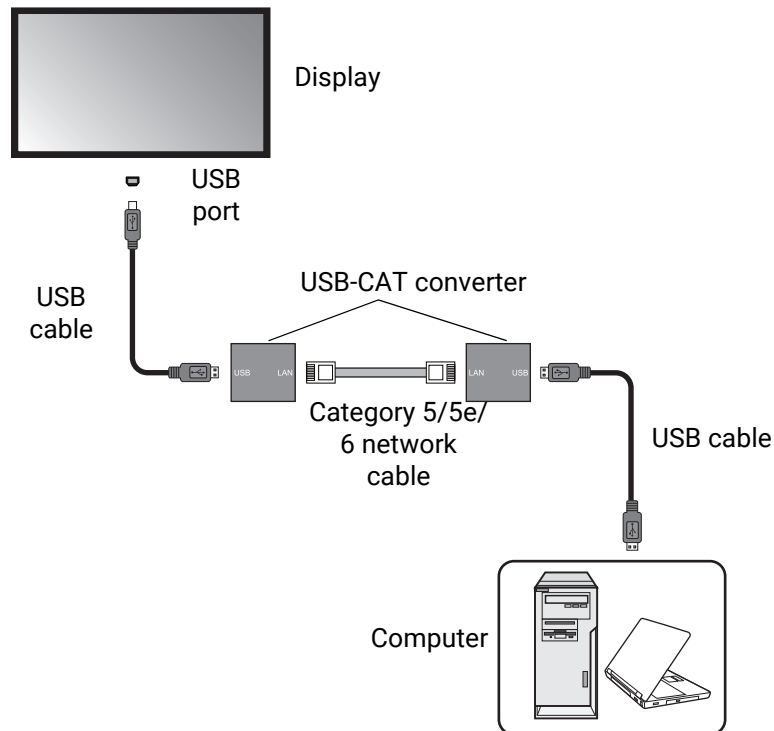 Display
USB
port
USB-CAT converter
USB
cable
USB LAN
LAN USB
Category 5/5e/
6 network
cable
USB cable
Computer